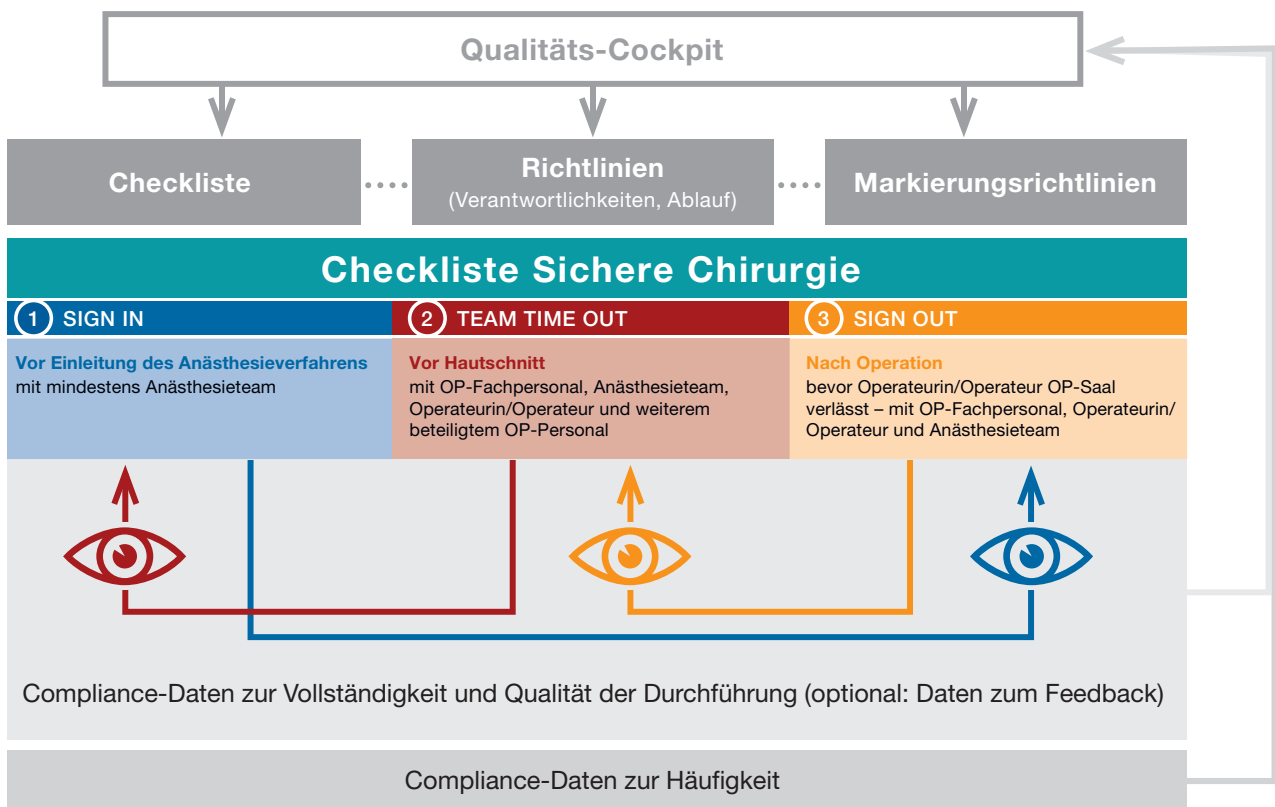 Qualitäts-Cockpit
Checkliste
Richtlinien
(Verantwortlichkeiten, Ablauf)
Markierungsrichtlinien
Checkliste Sichere Chirurgie
1 SIGN IN
Vor Einleitung des Anästhesieverfahrens
mit mindestens Anästhesieteam
2 TEAM TIME OUT
Vor Hautschnitt
mit OP-Fachpersonal, Anästhesieteam,
Operateurin/Operateur und weiterem
beteiligtem OP-Personal
3 SIGN OUT
Nach Operation
bevor Operateurin/Operateur OP-Saal
verlässt – mit OP-Fachpersonal, Operateurin/
Operateur und Anästhesieteam
Compliance-Daten zur Vollständigkeit und Qualität der Durchführung (optional: Daten zum Feedback)
Compliance-Daten zur Häufigkeit